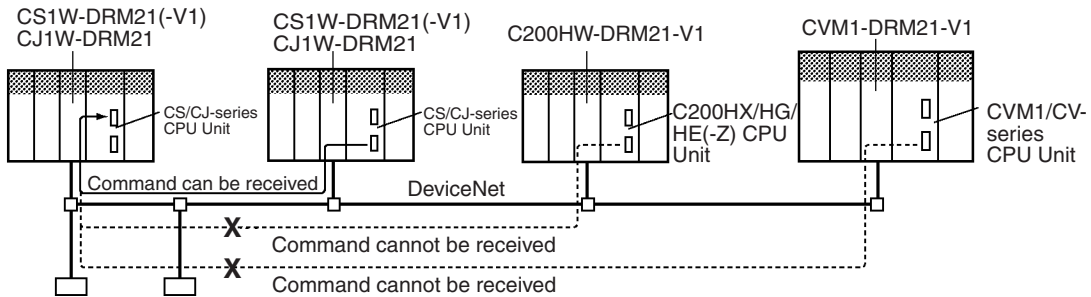 CS1W-DRM21(-V1)
CJ1W-DRM21
CS1W-DRM21(-V1)
CJ1W-DRM21
C200HW-DRM21-V1
CVM1-DRM21-V1
CS/CJ-series
CPU Unit
CS/CJ-series
CPU Unit
C200HX/HG/
HE(-Z) CPU
Unit
CVM1/CV-
series
CPU Unit
Command can be received
DeviceNet
X
Command cannot be received
X
Command cannot be received